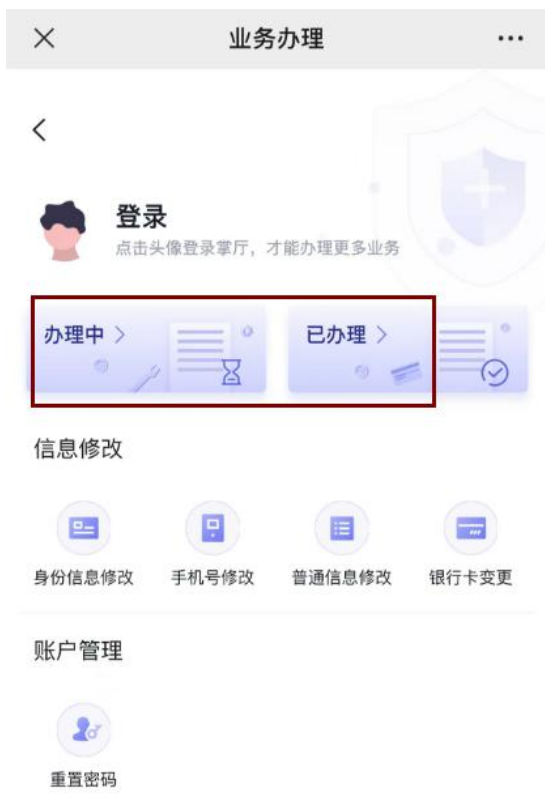 业务办理
登录
点击头像登录掌厅，才能办理更多业务
办理中 已办理
信息修改
身份信息修改 手机号修改 普通信息修改 银行卡变更
账户管理
重置密码